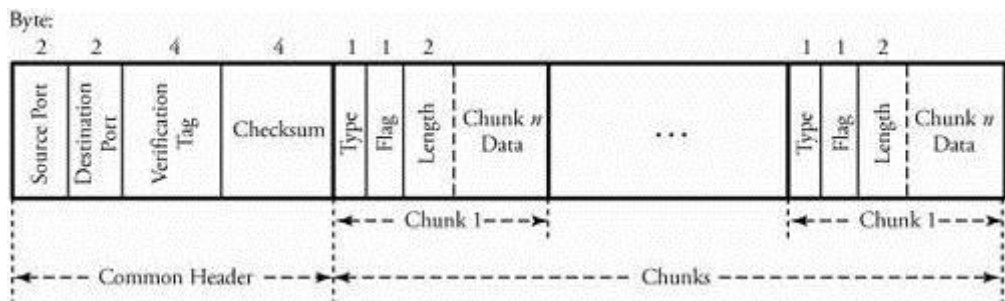 Byte:
2 2 4 4 1 1 2 1 1 2
Source Port
Destination
Port
Verification
Tag
Checksum
Type
Flag
Length
Chunk n
Data
...
Type
Flag
Length
Chunk n
Data
Chunk 1
Chunk 1
Common Header
Chunks